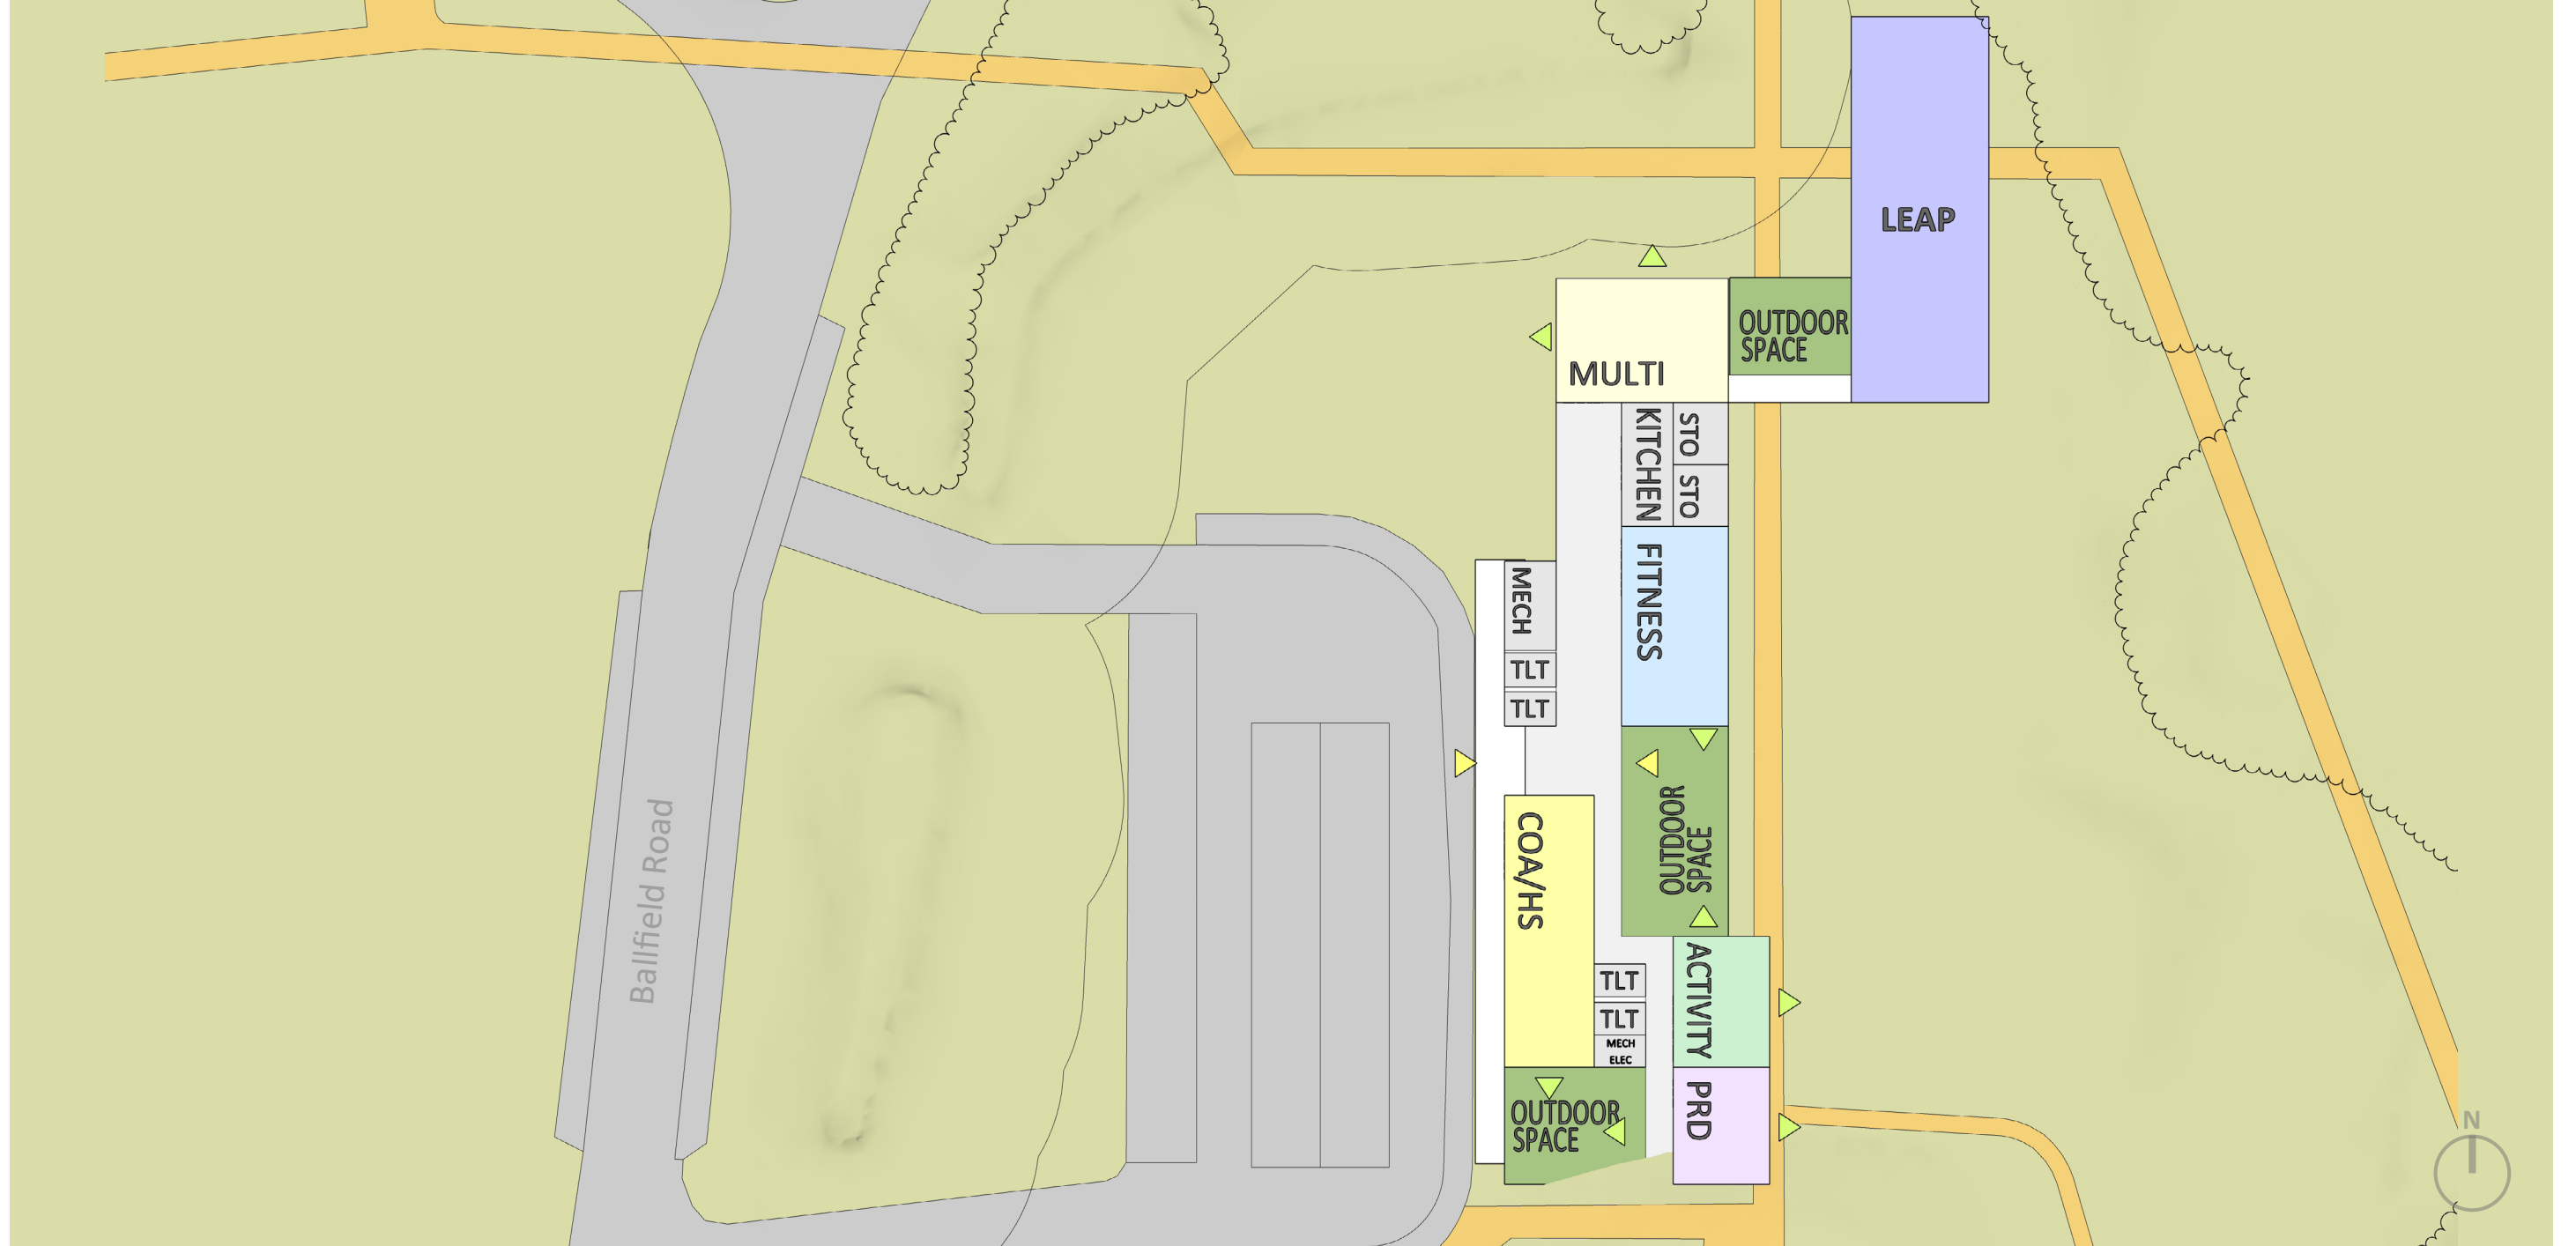 LEAP
OUTDOOR
SPACE
MULTI
KITCHEN
STO
STO
FITNESS
MECH
TLT
TLT
OUTDOOR
SPACE
COA/HS
Ballfield Road
ACTIVITY
TLT
TLT
MECH
ELEC
PRD
OUTDOOR
SPACE
N